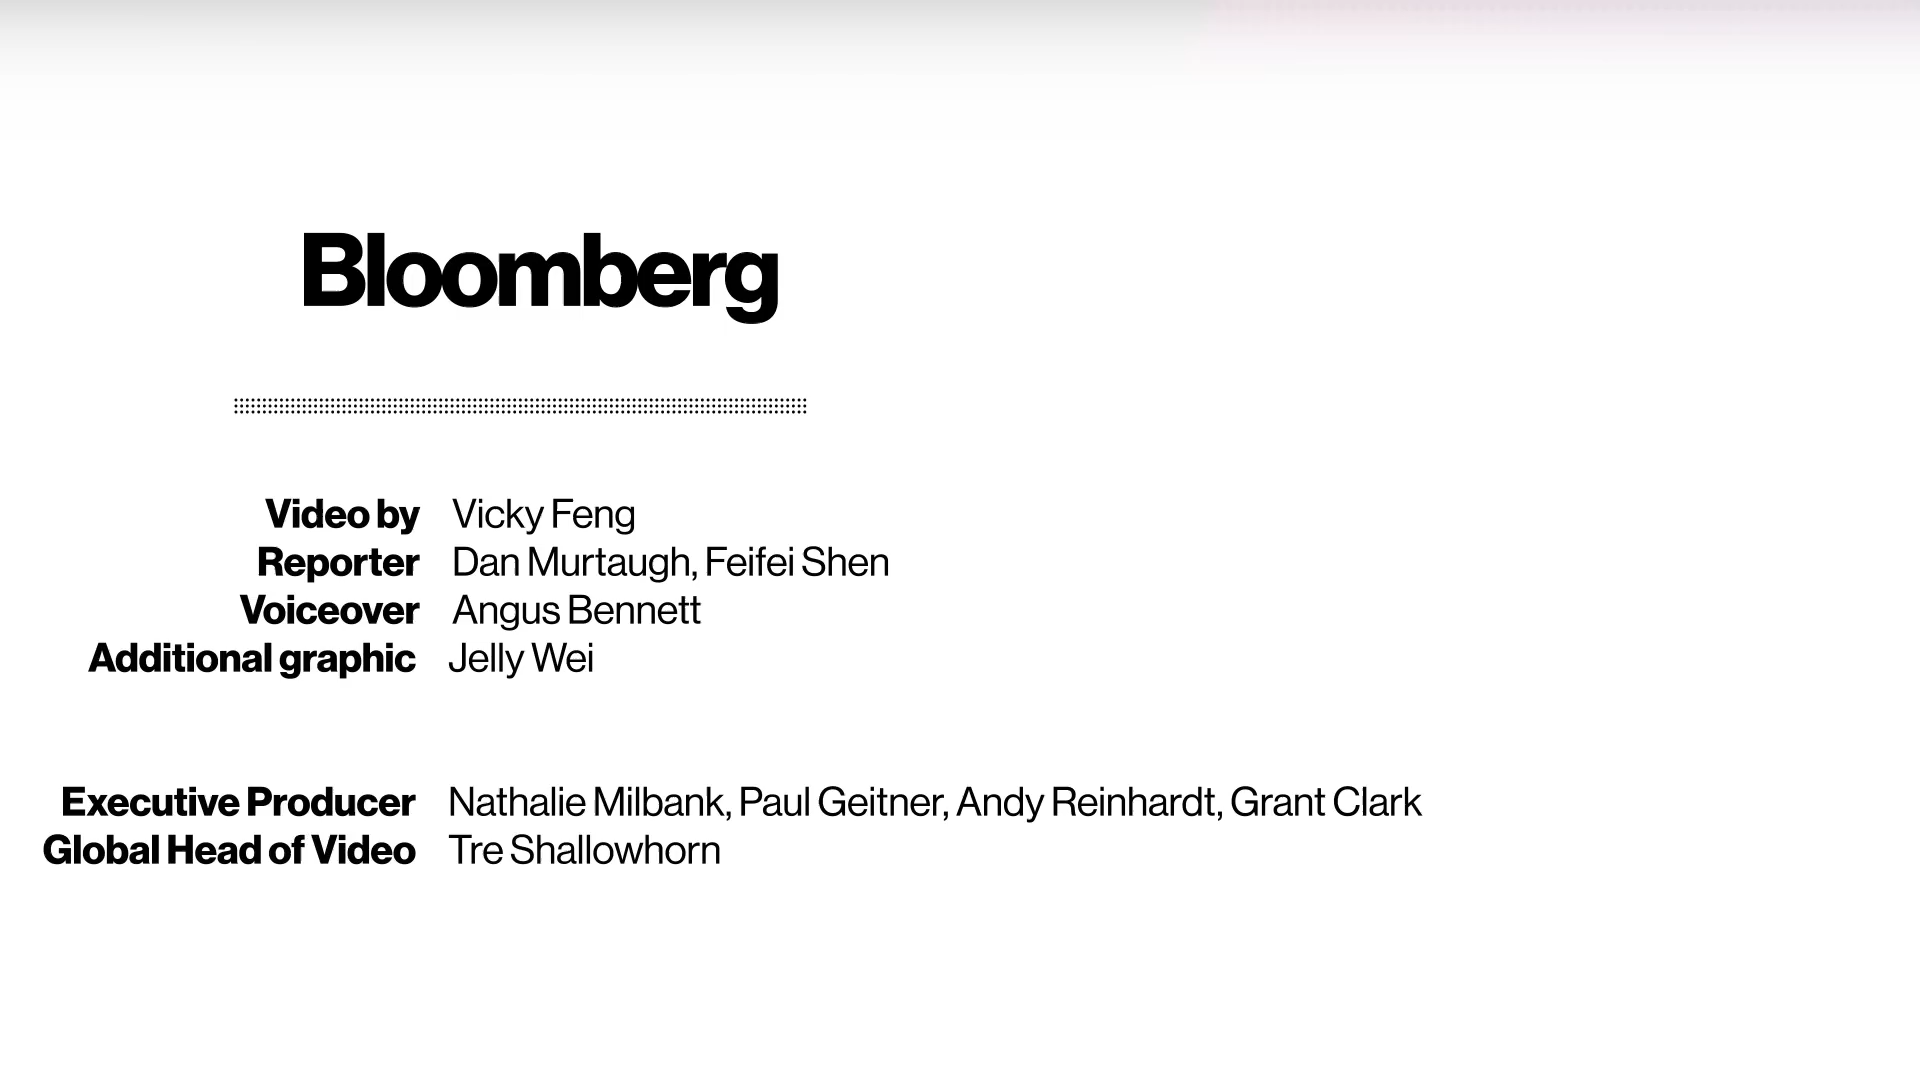 Bloomberg
Video by Vicky Feng
Reporter Dan Murtaugh, Feifei Shen
Voiceover Angus Bennett
Additional graphic Jelly Wei
Executive Producer Nathalie Milbank, Paul Geitner, Andy Reinhardt, Grant Clark
Global Head of Video Tre Shallowhorn